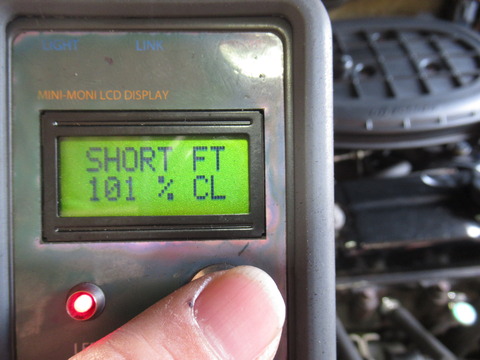 LIGHT LINK
MINI-MONI LCD DISPLAY
SHORT FT
101 % CL